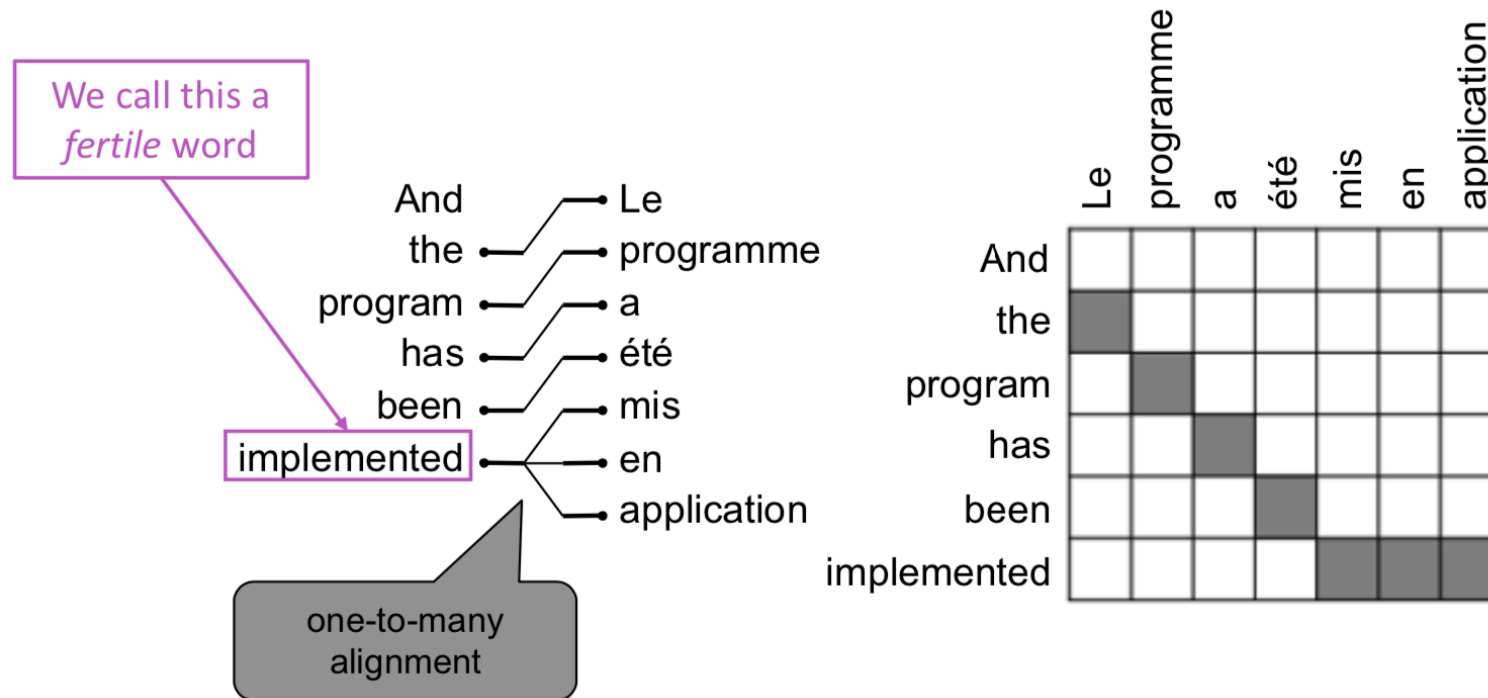 We call this a
fertile word
And
the
program
has
been
implemented
Le
programme
a
été
mis
en
application
one-to-many
alignment
Le
programme
a
été
mis
en
application
And
the
program
has
been
implemented